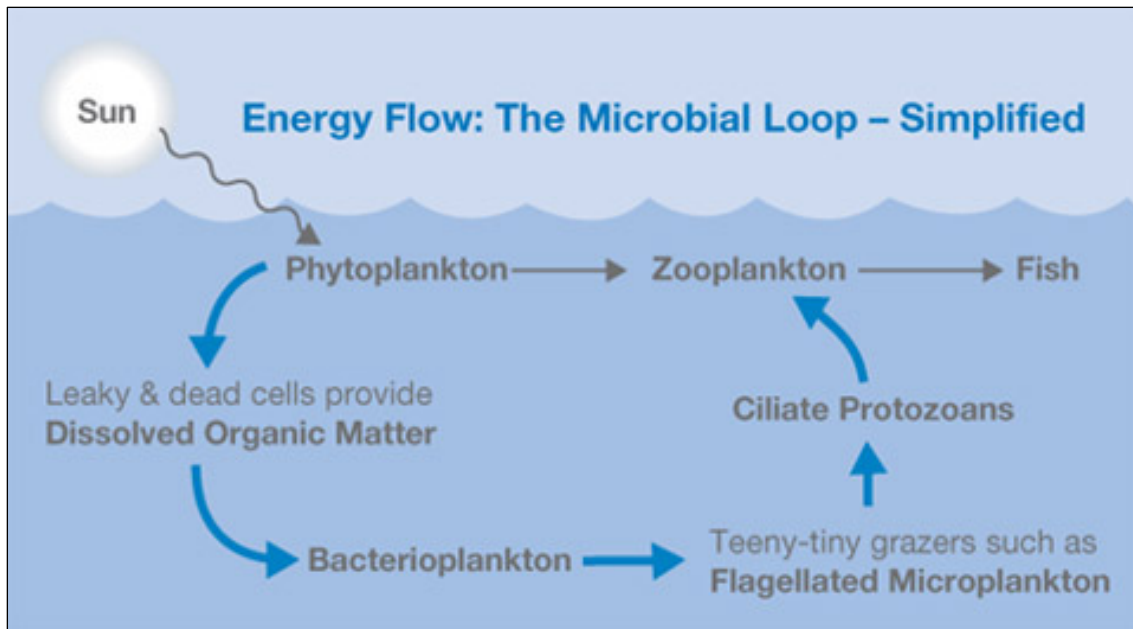 Sun
Energy Flow: The Microbial Loop – Simplified
Phytoplankton
Zooplankton
Fish
Leaky & dead cells provide
Dissolved Organic Matter
Ciliate Protozoans
Bacterioplankton
Teeny-tiny grazers such as
Flagellated Microplankton